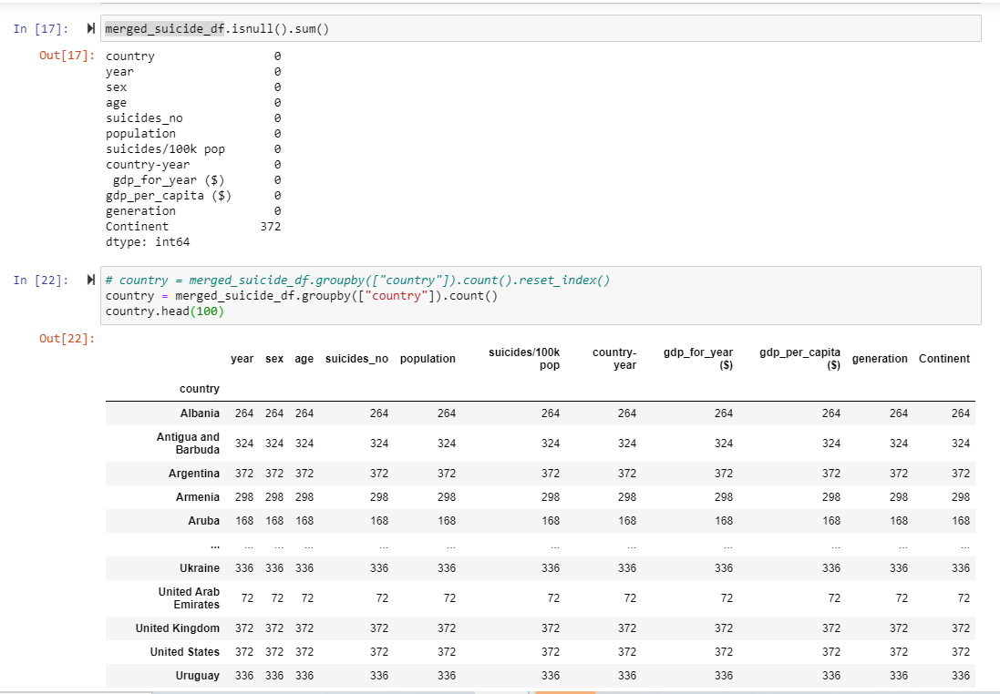 In [17]: merged_suicide_df.isnull().sum()
Out[17]: country 0
year 0
sex 0
age 0
suicides_no 0
population 0
suicides/100k pop 0
country-year 0
gdp_for_year ($) 0
gdp_per_capita ($) 0
generation 0
Continent 372
dtype: int64
In [22]: # country = merged_suicide_df.groupby(["country"]).count().reset_index()
country = merged_suicide_df.groupby(["country"]).count()
country.head(100)
Out[22]:
year sex age suicides_no population suicides/100k pop country-year gdp_for_year ($) gdp_per_capita ($) generation Continent
country
Albania 264 264 264 264 264 264 264 264 264 264 264
Antigua and Barbuda 324 324 324 324 324 324 324 324 324 324 324
Argentina 372 372 372 372 372 372 372 372 372 372 372
Armenia 298 298 298 298 298 298 298 298 298 298 298
Aruba 168 168 168 168 168 168 168 168 168 168 168
... ... ... ... ... ... ... ... ... ... ... ...
Ukraine 336 336 336 336 336 336 336 336 336 336 336
United Arab Emirates 72 72 72 72 72 72 72 72 72 72 72
United Kingdom 372 372 372 372 372 372 372 372 372 372 372
United States 372 372 372 372 372 372 372 372 372 372 372
Uruguay 336 336 336 336 336 336 336 336 336 336 336